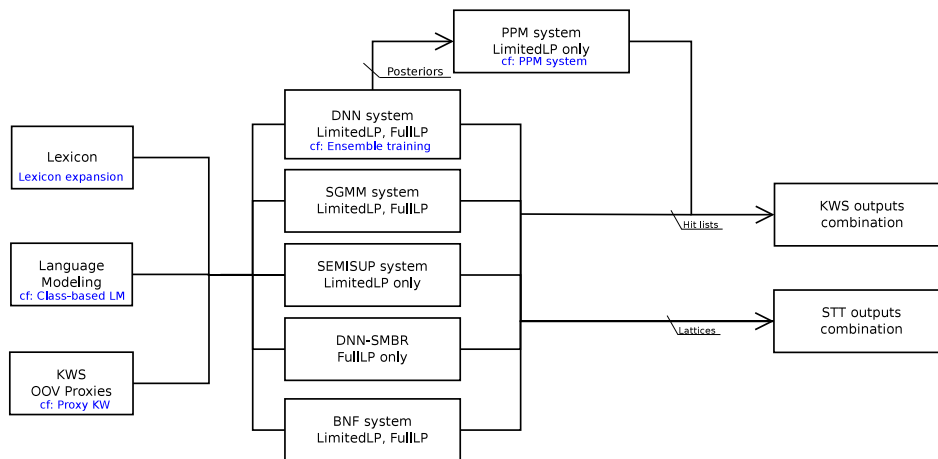 PPM system
LimitedLP only
cf: PPM system
Posteriors
DNN system
LimitedLP, FullLP
cf: Ensemble training
Lexicon
Lexicon expansion
SGMM system
LimitedLP, FullLP
KWS outputs
combination
Hit lists
Language
Modeling
cf: Class-based LM
SEMISUP system
LimitedLP only
STT outputs
combination
Lattices
DNN-SMBR
FullLP only
KWS
OOV Proxies
cf: Proxy KW
BNF system
LimitedLP, FullLP